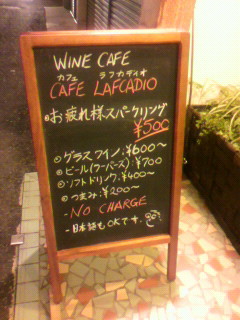 WINE CAFE
カフェ ラフカディオ
CAFE LAFCADIO
お疲れ様スパークリング
¥500
グラスワイン:¥600〜
ビール(クーパース):¥700
ソフトドリンク:¥400〜
つまみ:¥200〜
-NO CHARGE
-日本語もOKです。